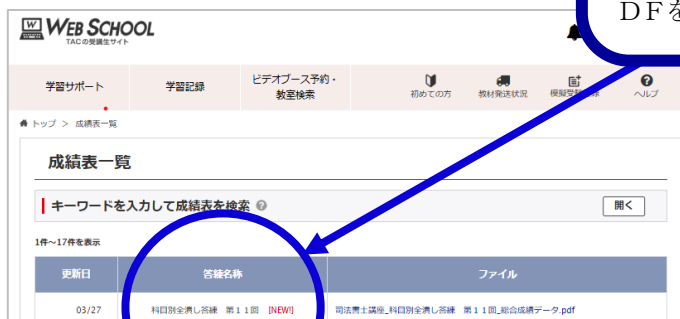 DFを
W WEB SCHOOL
TACの受講生サイト
学習サポート 学習記録 ビデオブース予約・
教室検索 初めての方 教材発送状況 ヘルプ
トップ > 成績表一覧
成績表一覧
キーワードを入力して成績表を検索 ? 開く
1件～17件を表示
更新日 答練名称 ファイル
03/27 科目別全潰し答練 第11回 [NEW!] 司法書士講座_科目別全潰し答練 第11回_総合成績データ.pdf